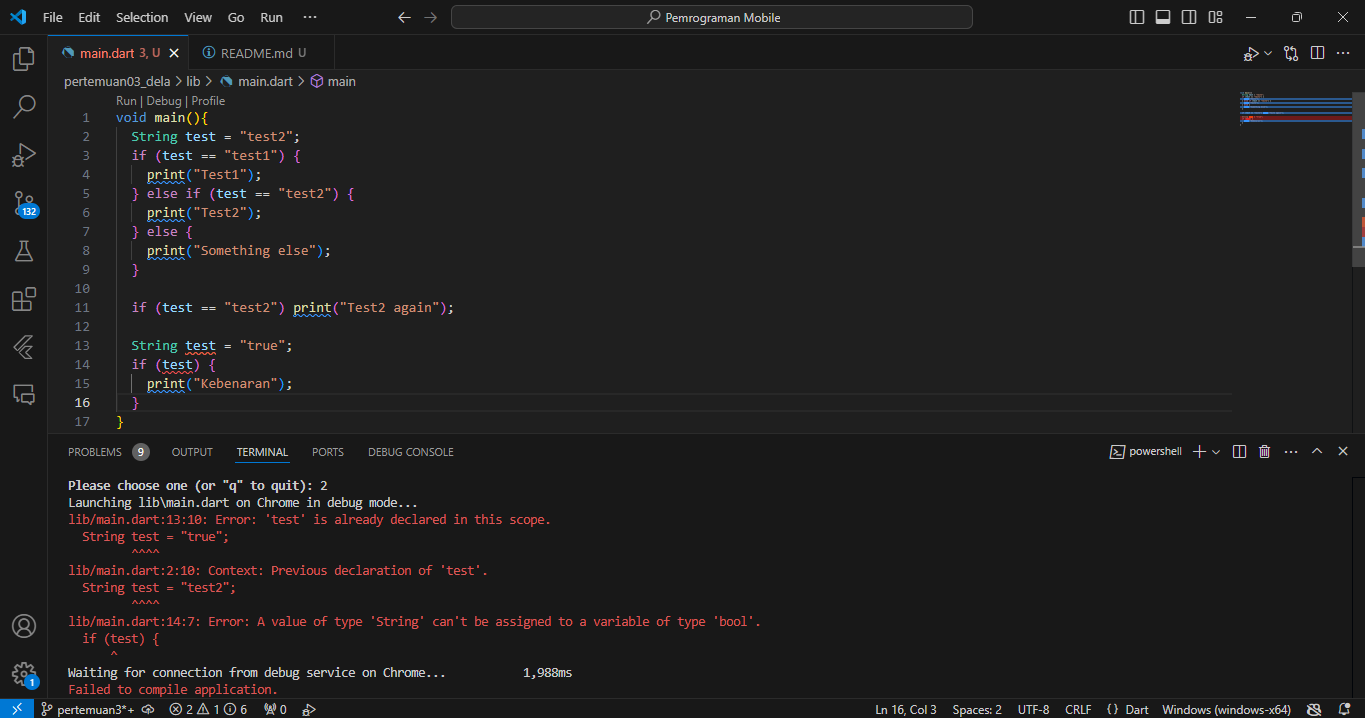 File Edit Selection View Go Run ··· Pemrograman Mobile
main.dart 3, U README.md U
pertemuan03_dela > lib > main.dart > main
Run | Debug | Profile
1 void main(){
2 String test = "test2";
3 if (test == "test1") {
4 print("Test1");
5 } else if (test == "test2") {
6 print("Test2");
7 } else {
8 print("Something else");
9 }
10
11 if (test == "test2") print("Test2 again");
12
13 String test = "true";
14 if (test) {
15 print("Kebenaran");
16 }
17 }
132
PROBLEMS 9 OUTPUT TERMINAL PORTS DEBUG CONSOLE powershell
Please choose one (or "q" to quit): 2
Launching lib\main.dart on Chrome in debug mode...
lib/main.dart:13:10: Error: 'test' is already declared in this scope.
String test = "true";
^^^^
lib/main.dart:2:10: Context: Previous declaration of 'test'.
String test = "test2";
^^^^
lib/main.dart:14:7: Error: A value of type 'String' can't be assigned to a variable of type 'bool'.
if (test) {
^
Waiting for connection from debug service on Chrome... 1,988ms
Failed to compile application.
1
pertemuan3*+ 2 1 6 0 Ln 16, Col 3 Spaces: 2 UTF-8 CRLF {} Dart Windows (windows-x64)